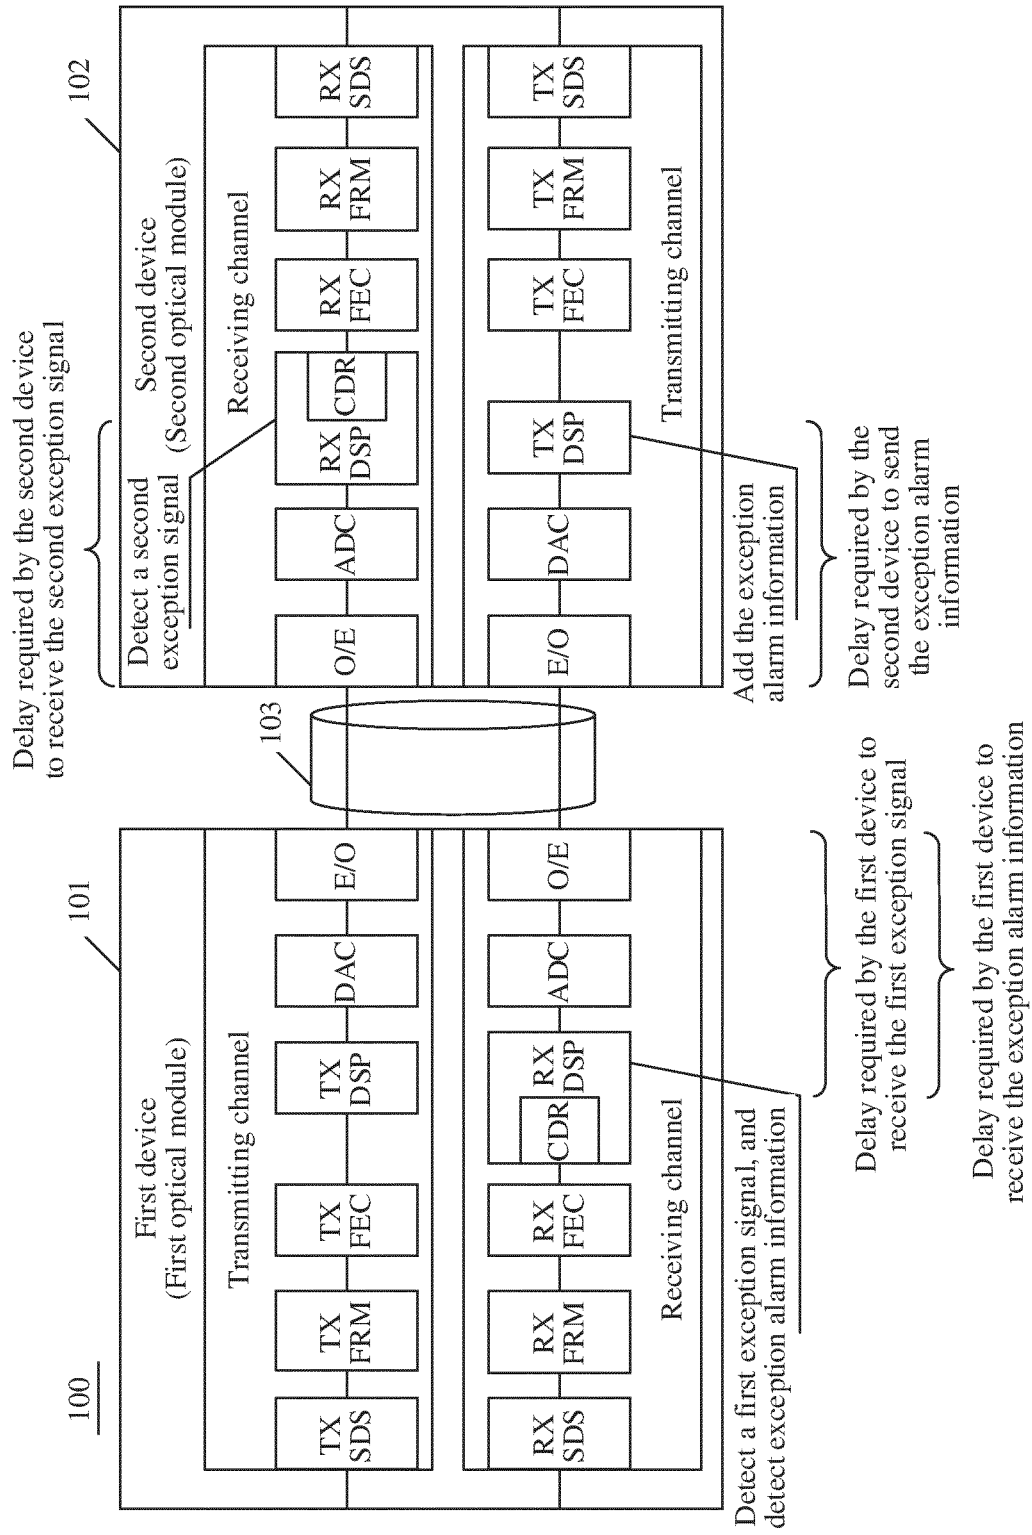 100
101
102
103
First device
(First optical module)
Transmitting channel
TX
SDS
TX
FRM
TX
FEC
TX
DSP
DAC
E/O
RX
SDS
RX
FRM
RX
FEC
CDR
RX
DSP
ADC
O/E
Receiving channel
Detect a first exception signal, and
detect exception alarm information
Delay required by the first device to
receive the first exception signal
Delay required by the first device to
receive the exception alarm information
Delay required by the second device
to receive the second exception signal
Second device
(Second optical module)
Detect a second
exception signal
Receiving channel
O/E
ADC
RX
DSP
CDR
RX
FEC
RX
FRM
RX
SDS
E/O
DAC
TX
DSP
TX
FEC
TX
FRM
TX
SDS
Transmitting channel
Add the exception
alarm information
Delay required by the
second device to send
the exception alarm
information